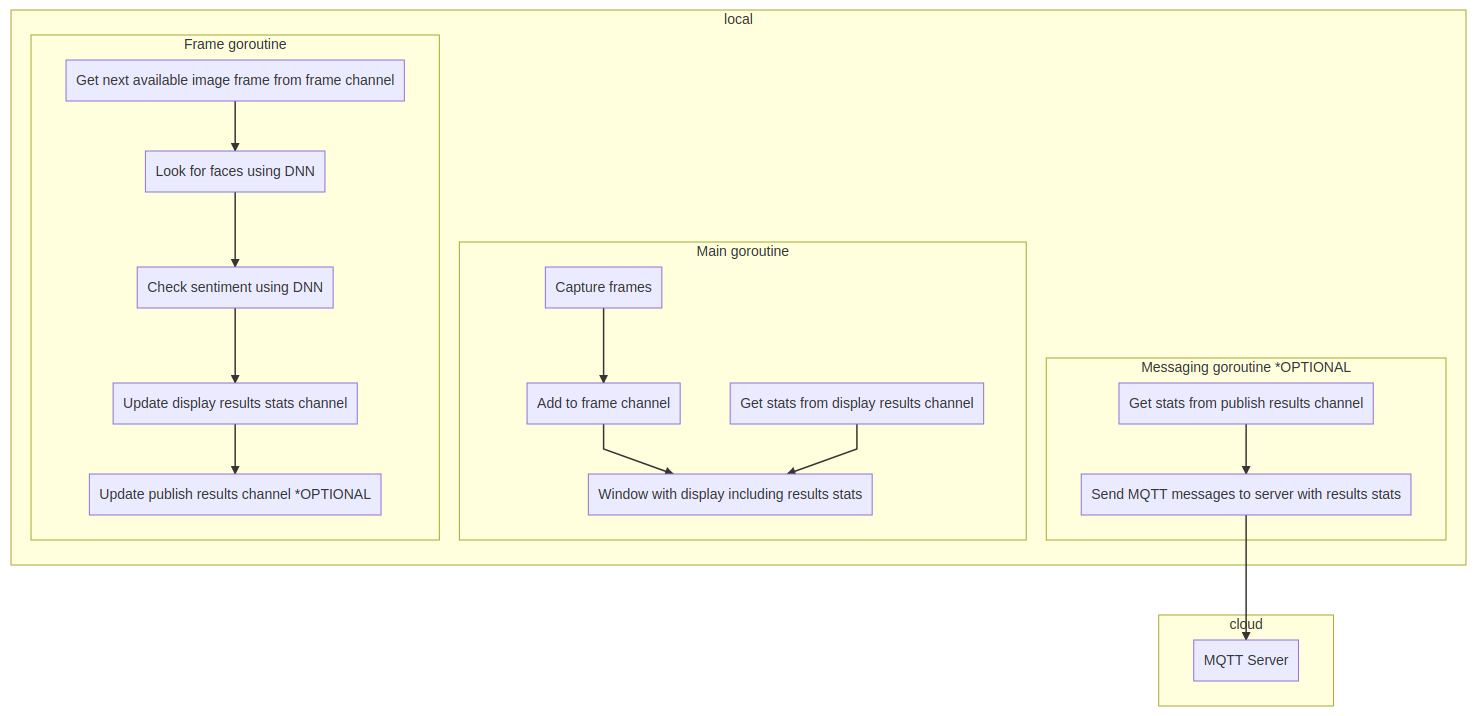 local
Frame goroutine
Get next available image frame from frame channel
Look for faces using DNN
Check sentiment using DNN
Update display results stats channel
Update publish results channel *OPTIONAL
Main goroutine
Capture frames
Add to frame channel
Get stats from display results channel
Window with display including results stats
Messaging goroutine *OPTIONAL
Get stats from publish results channel
Send MQTT messages to server with results stats
cloud
MQTT Server